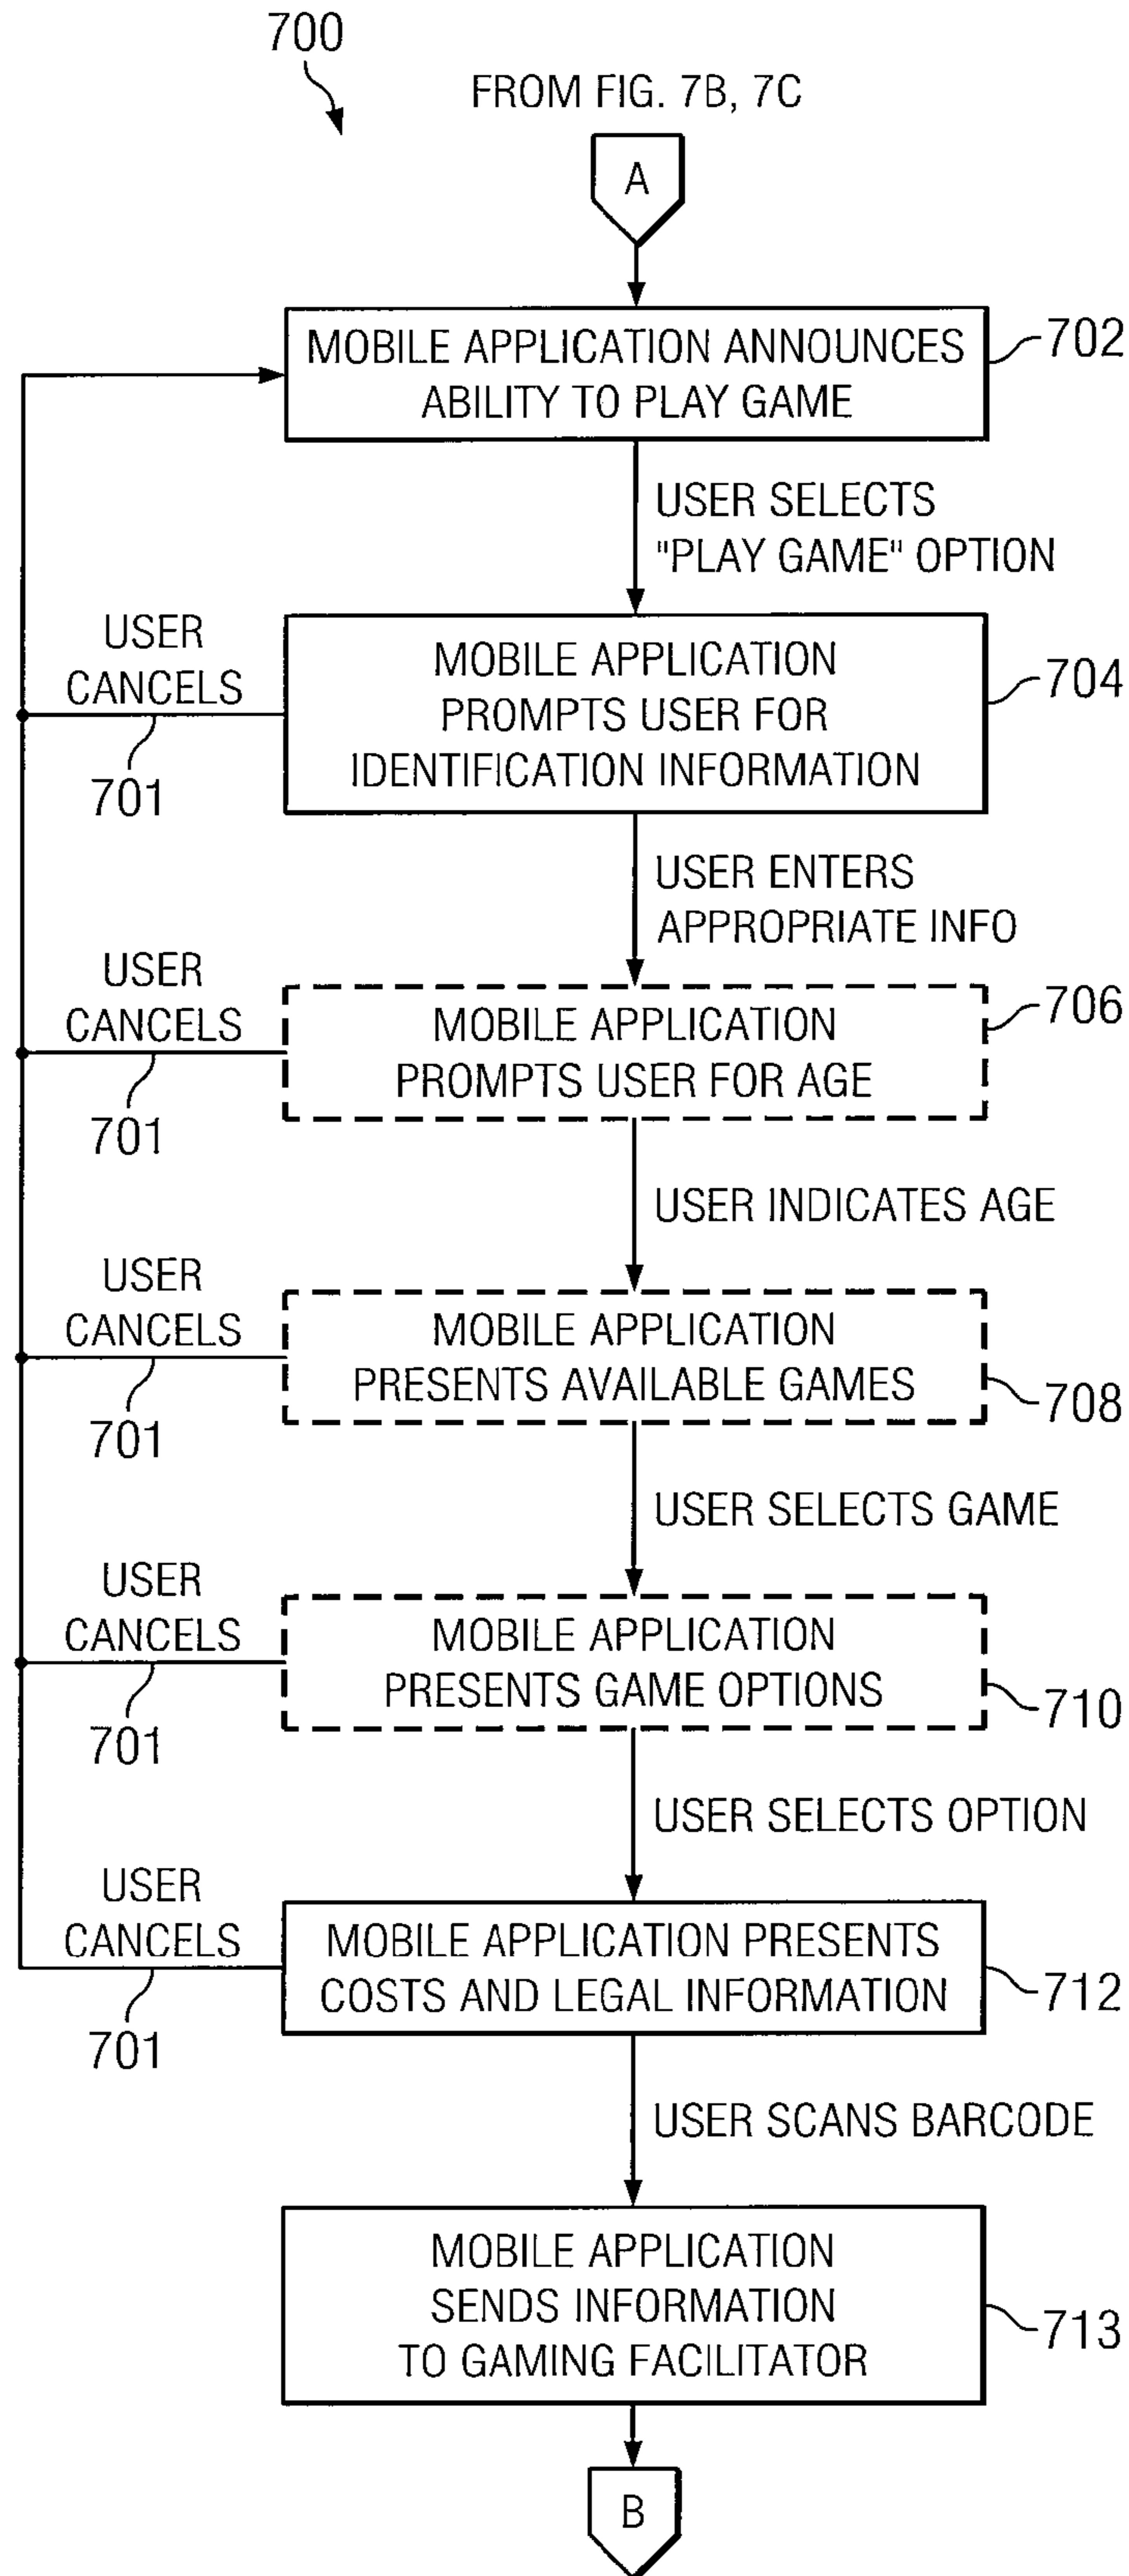 700
FROM FIG. 7B, 7C
A
MOBILE APPLICATION ANNOUNCES
ABILITY TO PLAY GAME
702
USER SELECTS
"PLAY GAME" OPTION
USER
CANCELS
701
MOBILE APPLICATION
PROMPTS USER FOR
IDENTIFICATION INFORMATION
704
USER ENTERS
APPROPRIATE INFO
USER
CANCELS
701
MOBILE APPLICATION
PROMPTS USER FOR AGE
706
USER INDICATES AGE
USER
CANCELS
701
MOBILE APPLICATION
PRESENTS AVAILABLE GAMES
708
USER SELECTS GAME
USER
CANCELS
701
MOBILE APPLICATION
PRESENTS GAME OPTIONS
710
USER SELECTS OPTION
USER
CANCELS
701
MOBILE APPLICATION PRESENTS
COSTS AND LEGAL INFORMATION
712
USER SCANS BARCODE
MOBILE APPLICATION
SENDS INFORMATION
TO GAMING FACILITATOR
713
B